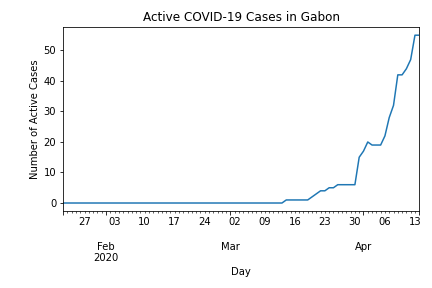 Active COVID-19 Cases in Gabon
Number of Active Cases
50
40
30
20
10
0
27 03 10 17 24 02 09 16 23 30 06 13
Feb Mar Apr
2020
Day